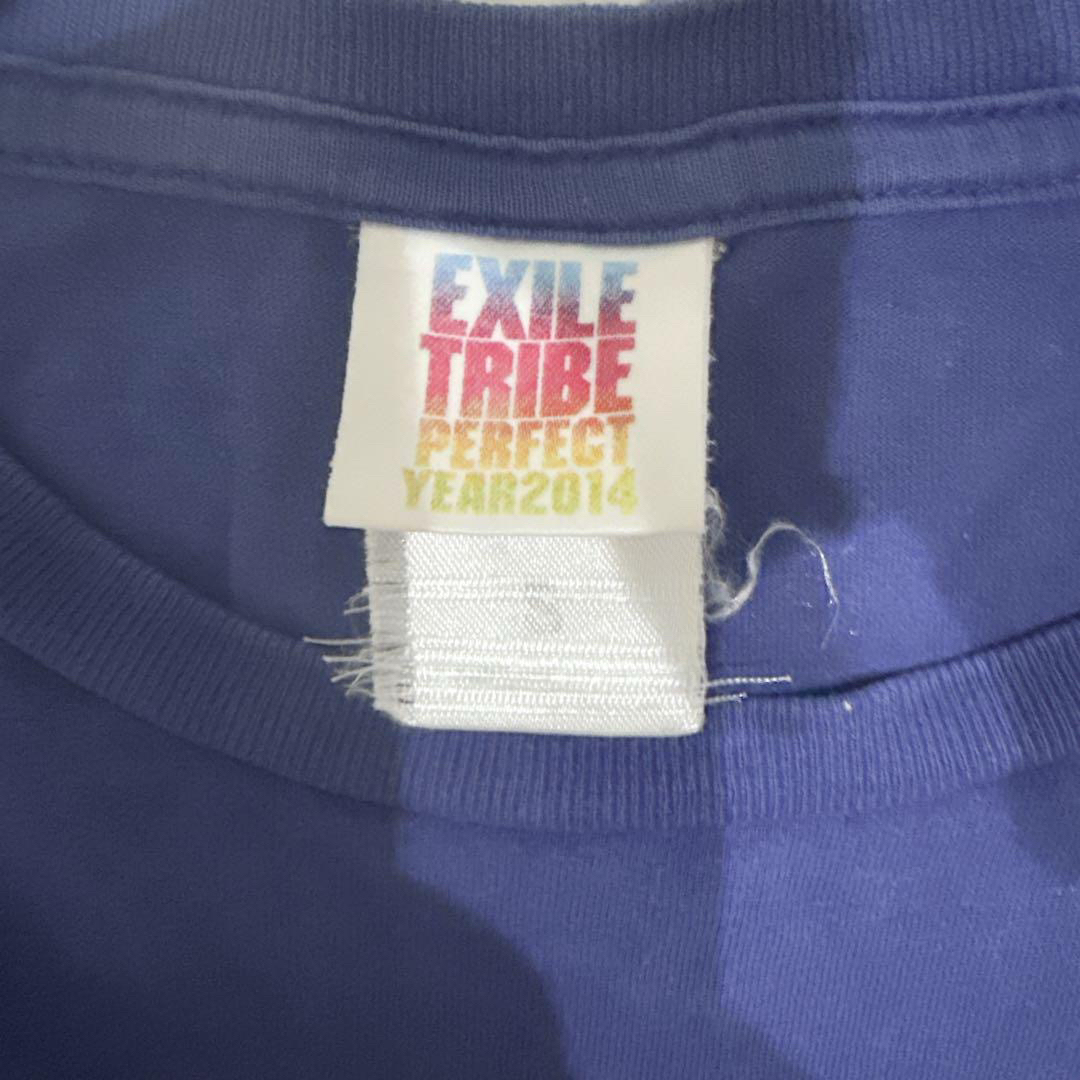 EXILE
TRIBE
PERFECT
YEAR2014
S